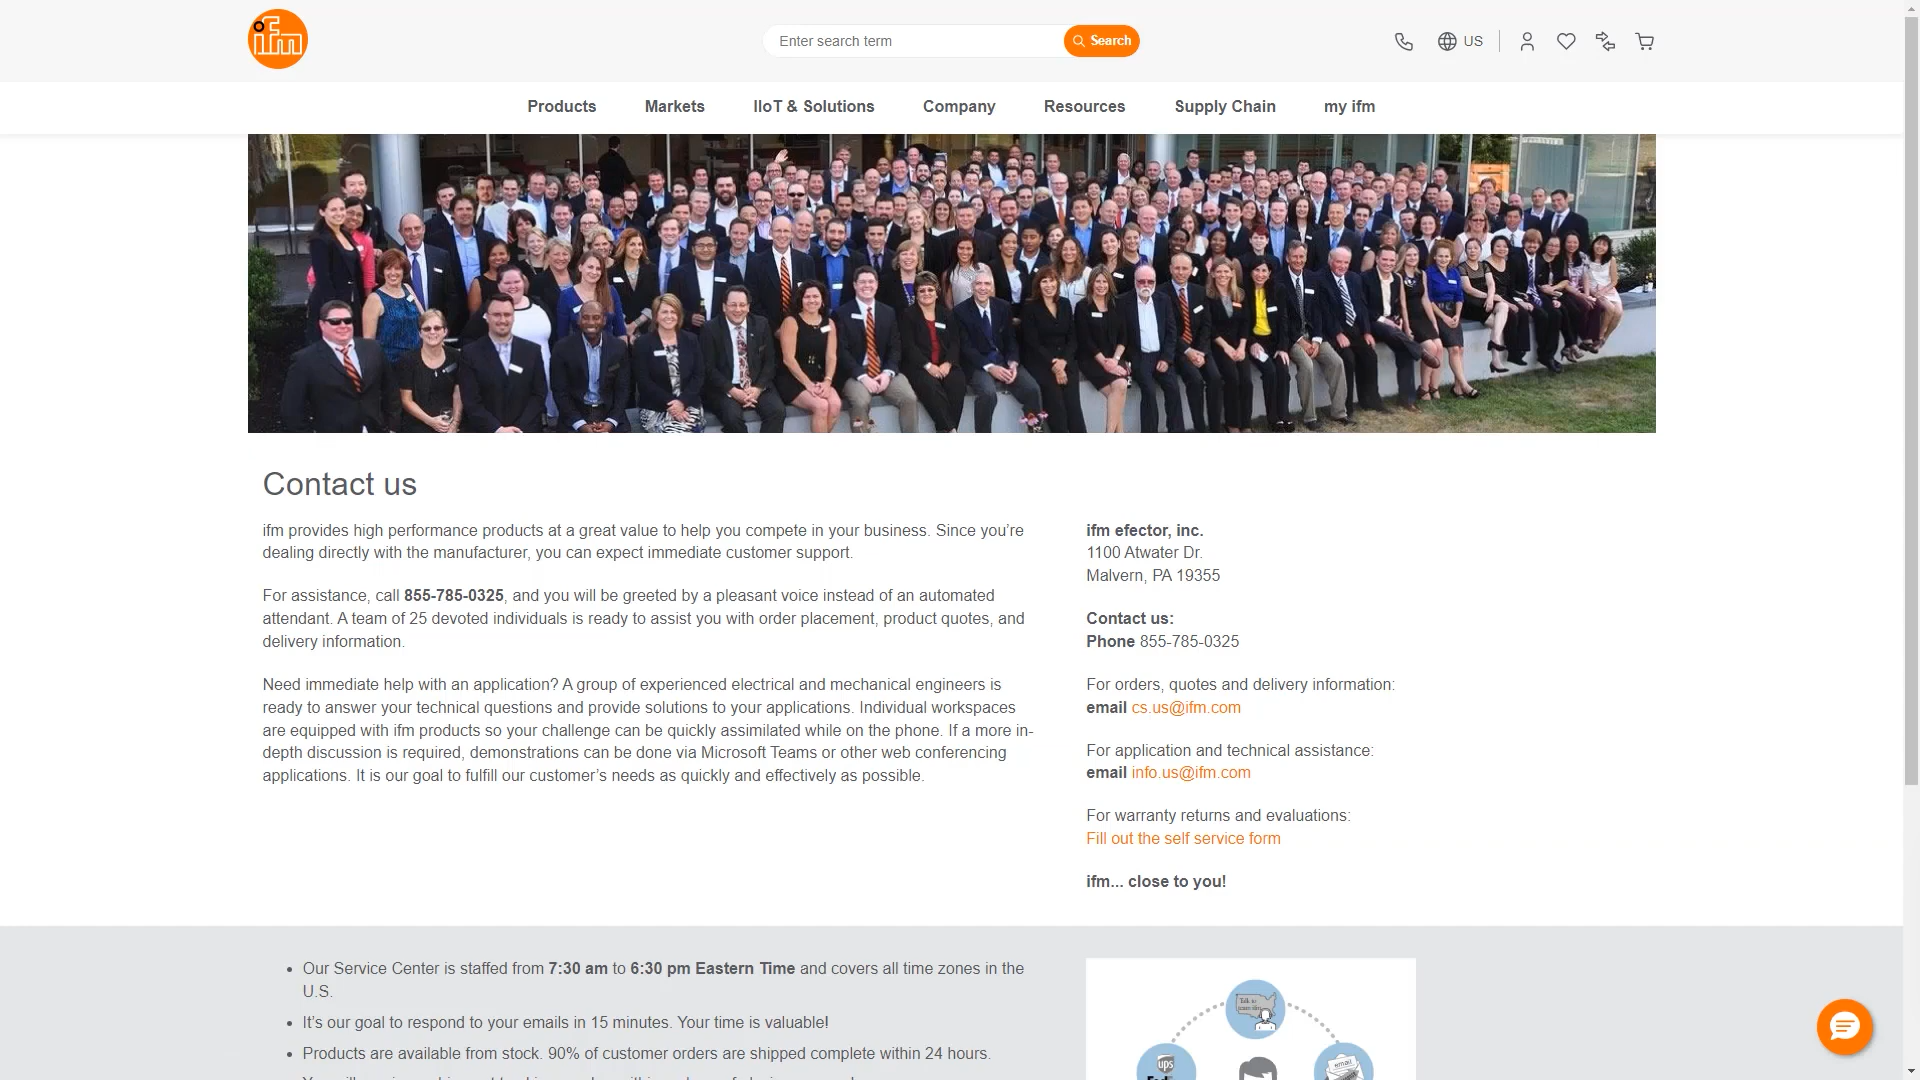 ifm
Enter search term
Search
US
Products
Markets
IIoT & Solutions
Company
Resources
Supply Chain
my ifm
Contact us
ifm provides high performance products at a great value to help you compete in your business. Since you’re
dealing directly with the manufacturer, you can expect immediate customer support.
For assistance, call 855-785-0325, and you will be greeted by a pleasant voice instead of an automated
attendant. A team of 25 devoted individuals is ready to assist you with order placement, product quotes, and
delivery information.
Need immediate help with an application? A group of experienced electrical and mechanical engineers is
ready to answer your technical questions and provide solutions to your applications. Individual workspaces
are equipped with ifm products so your challenge can be quickly assimilated while on the phone. If a more in-
depth discussion is required, demonstrations can be done via Microsoft Teams or other web conferencing
applications. It is our goal to fulfill our customer’s needs as quickly and effectively as possible.
ifm efector, inc.
1100 Atwater Dr.
Malvern, PA 19355
Contact us:
Phone 855-785-0325
For orders, quotes and delivery information:
email cs.us@ifm.com
For application and technical assistance:
email info.us@ifm.com
For warranty returns and evaluations:
Fill out the self service form
ifm... close to you!
Our Service Center is staffed from 7:30 am to 6:30 pm Eastern Time and covers all time zones in the
U.S.
It’s our goal to respond to your emails in 15 minutes. Your time is valuable!
Products are available from stock. 90% of customer orders are shipped complete within 24 hours.
Talk to
ups
email